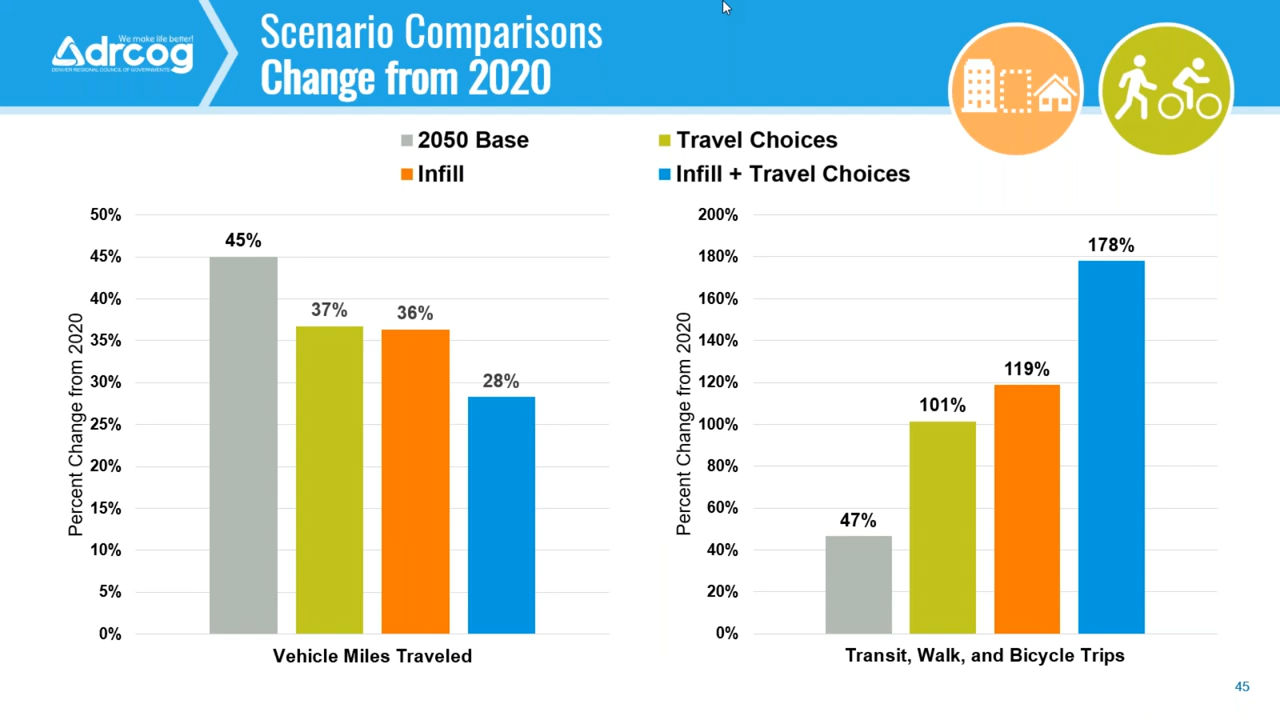 We make life better!
drcog
DENVER REGIONAL COUNCIL OF GOVERNMENTS
Scenario Comparisons
Change from 2020
2050 Base
Travel Choices
Infill
Infill + Travel Choices
50%
45%
40%
35%
30%
25%
20%
15%
10%
5%
0%
Percent Change from 2020
45%
37%
36%
28%
Vehicle Miles Traveled
200%
180%
160%
140%
120%
100%
80%
60%
40%
20%
0%
Percent Change from 2020
47%
101%
119%
178%
Transit, Walk, and Bicycle Trips
45